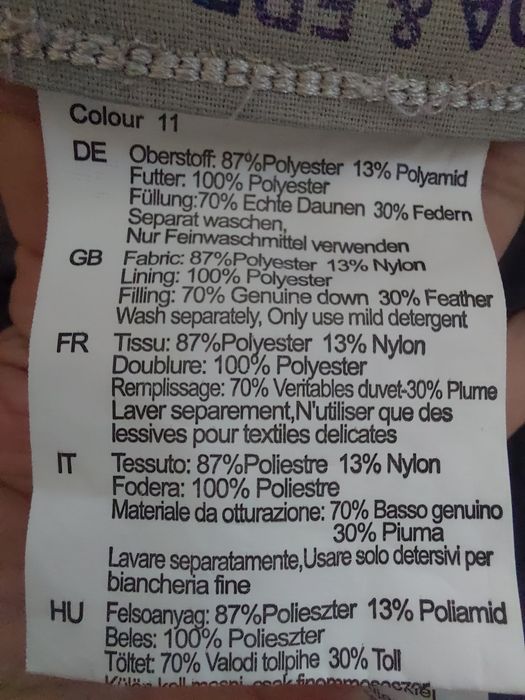 Colour 11
DE Oberstoff: 87%Polyester 13% Polyamid
Futter: 100% Polyester
Füllung:70% Echte Daunen 30% Federn
Separat waschen,
Nur Feinwaschmittel verwenden
GB Fabric: 87%Polyester 13% Nylon
Lining: 100% Polyester
Filling: 70% Genuine down 30% Feather
Wash separately, Only use mild detergent
FR Tissu: 87%Polyester 13% Nylon
Doublure: 100% Polyester
Remplissage: 70% Veritables duvet-30% Plume
Laver separement,N'utiliser que des
lessives pour textiles delicates
IT Tessuto: 87%Poliestre 13% Nylon
Fodera: 100% Poliestre
Materiale da otturazione: 70% Basso genuino
30% Piuma
Lavare separatamente,Usare solo detersivi per
biancheria fine
HU Felsoanyag: 87%Polieszter 13% Poliamid
Beles: 100% Polieszter
Töltet: 70% Valodi tollpihe 30% Toll